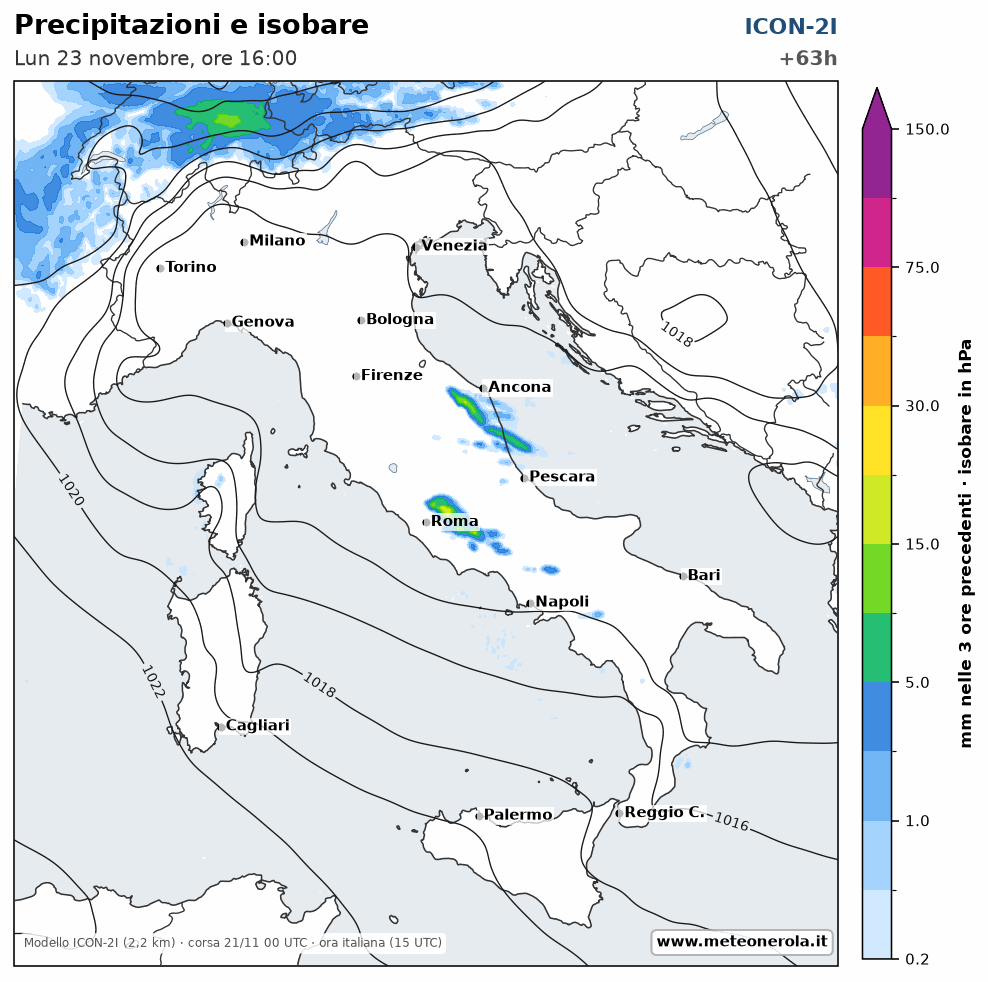 Precipitazioni e isobare
ICON-2I
Lun 23 novembre, ore 16:00
+63h
150.0
75.0
30.0
15.0
5.0
1.0
0.2
mm nelle 3 ore precedenti · isobare in hPa
Milano
Venezia
Torino
Genova
Bologna
1018
Firenze
Ancona
Pescara
1020
Roma
Bari
Napoli
1022
1018
Cagliari
Palermo
Reggio C.
1016
Modello ICON-2I (2,2 km) · corsa 21/11 00 UTC · ora italiana (15 UTC)
www.meteonerola.it